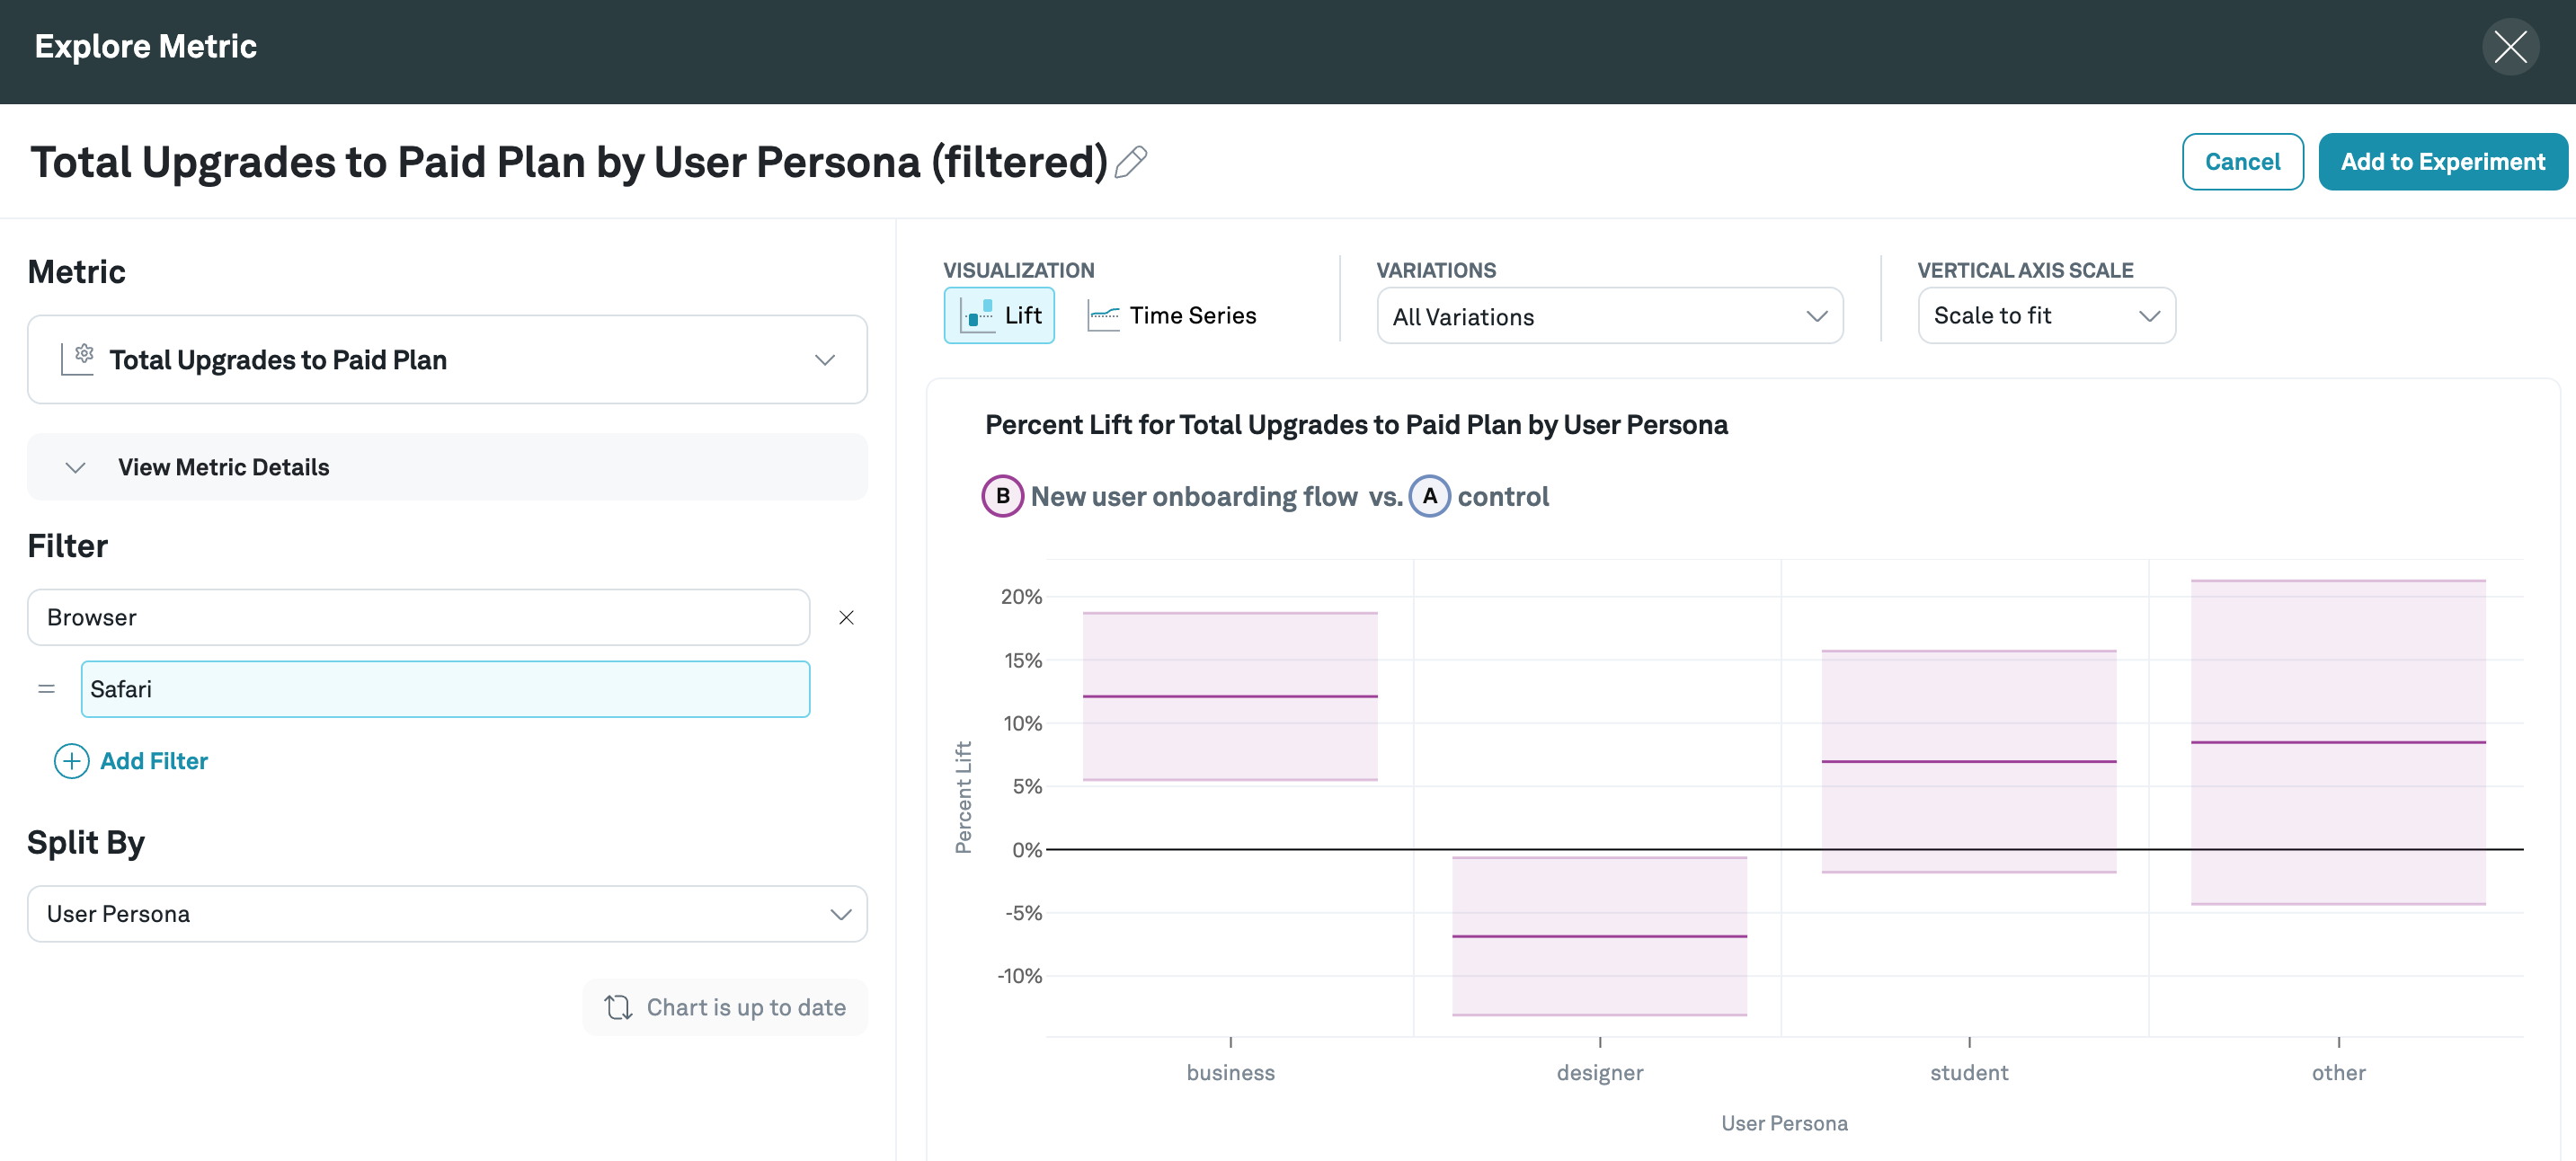 Explore Metric
Total Upgrades to Paid Plan by User Persona (filtered)
Cancel
Add to Experiment
Metric
Total Upgrades to Paid Plan
View Metric Details
Filter
Browser
= Safari
Add Filter
Split By
User Persona
Chart is up to date
VISUALIZATION
Lift
Time Series
VARIATIONS
All Variations
VERTICAL AXIS SCALE
Scale to fit
Percent Lift for Total Upgrades to Paid Plan by User Persona
B New user onboarding flow vs. A control
Percent Lift
20%
15%
10%
5%
0%
-5%
-10%
business
designer
student
other
User Persona